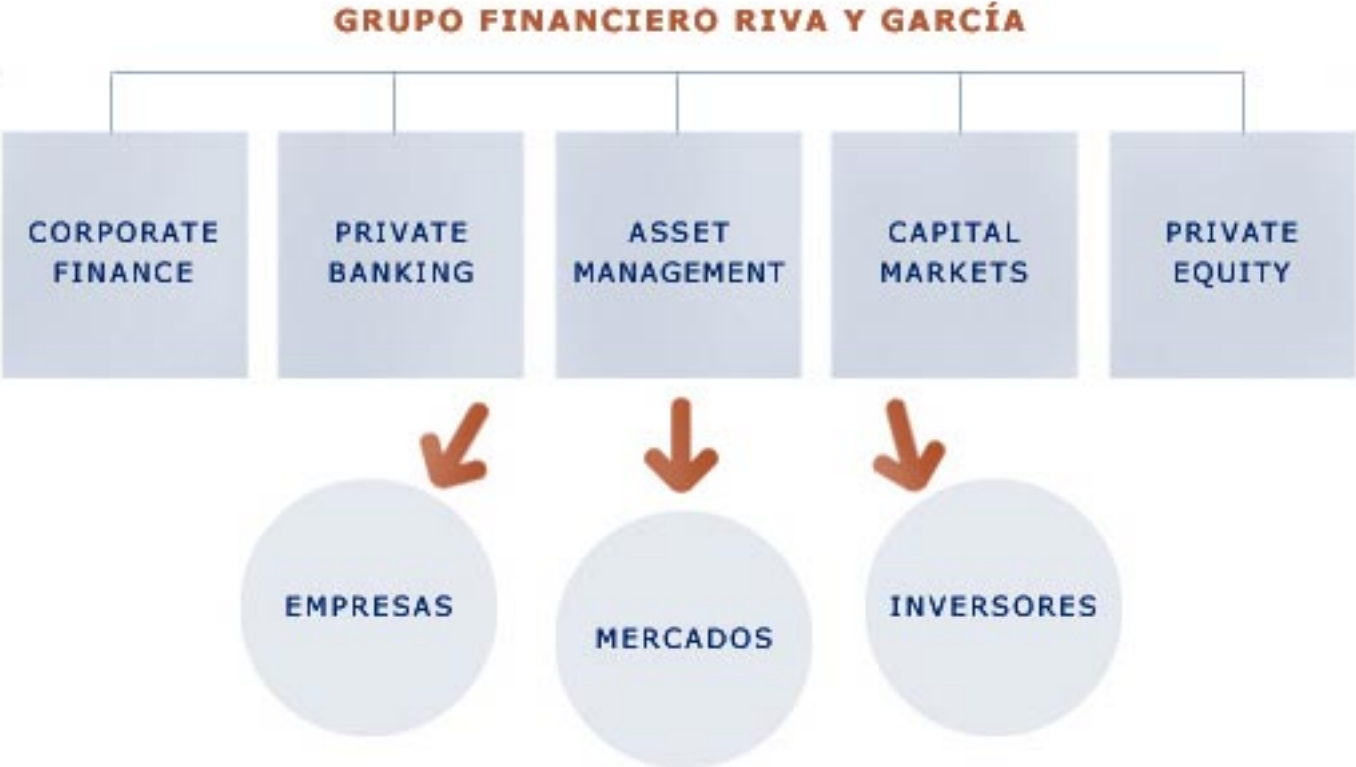 GRUPO FINANCIERO RIVA Y GARCÍA
CORPORATE
FINANCE
PRIVATE
BANKING
ASSET
MANAGEMENT
CAPITAL
MARKETS
PRIVATE
EQUITY
EMPRESAS
MERCADOS
INVERSORES